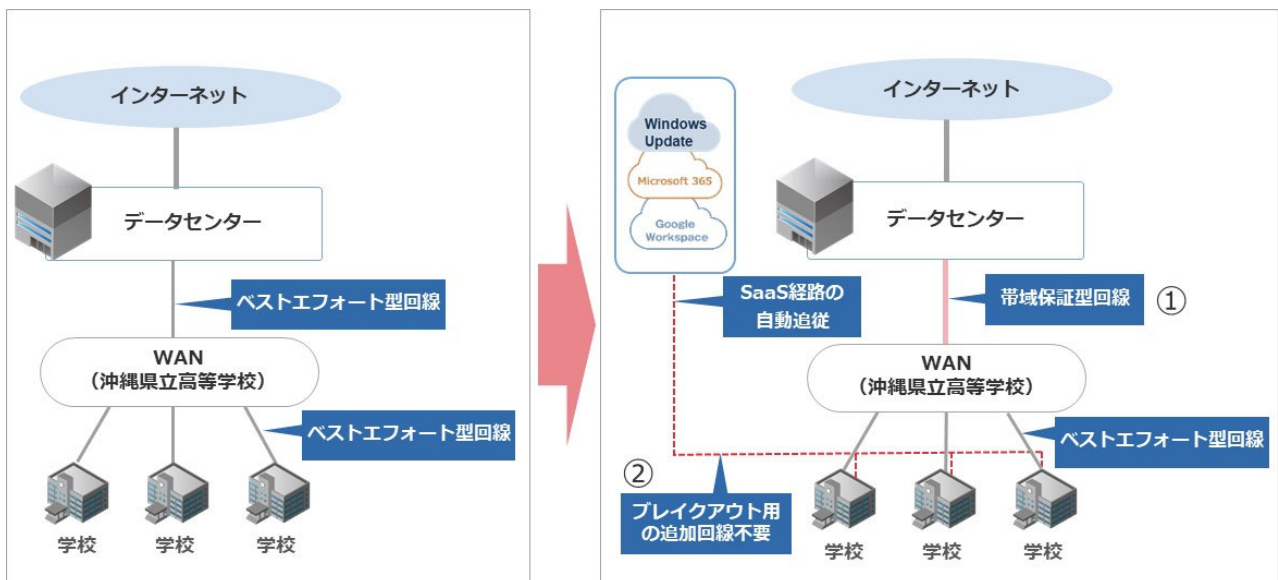 インターネット
データセンター
ベストエフォート型回線
WAN
（沖縄県立高等学校）
ベストエフォート型回線
学校
学校
学校
インターネット
Windows
Update
Microsoft 365
Google
Workspace
データセンター
SaaS経路の
自動追従
帯域保証型回線
①
WAN
（沖縄県立高等学校）
ベストエフォート型回線
②
ブレイクアウト用
の追加回線不要
学校
学校
学校